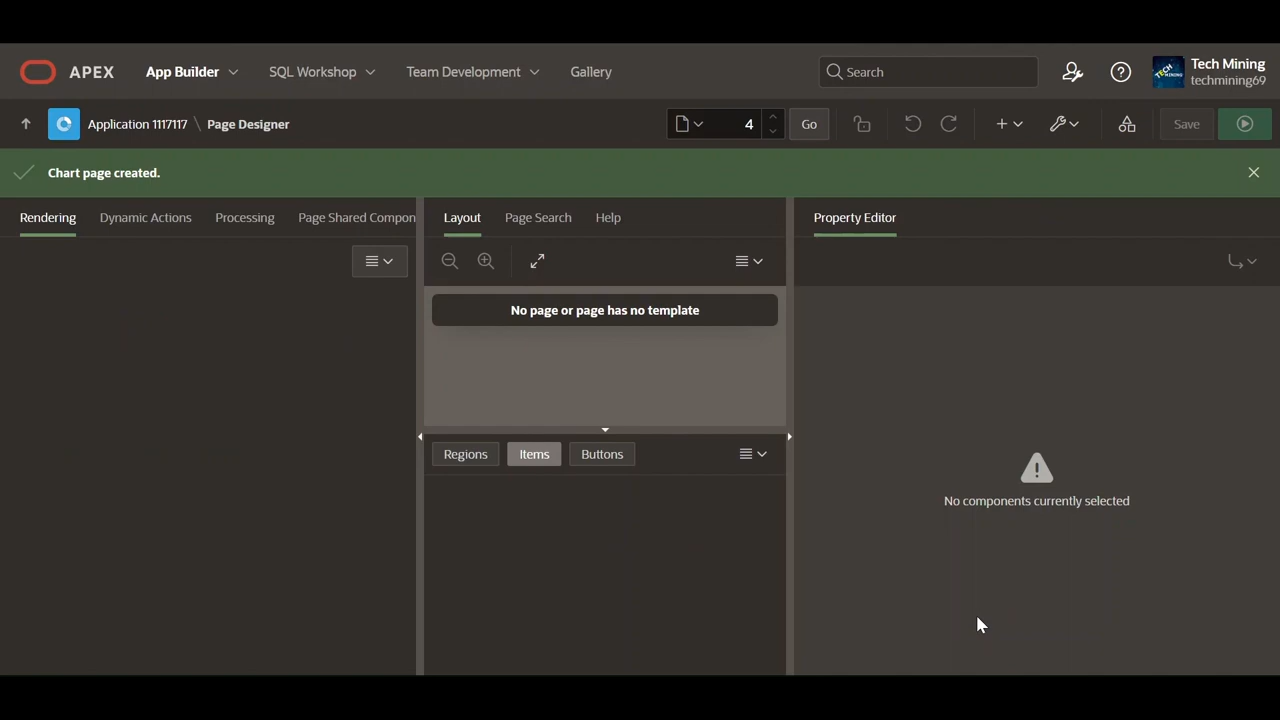 APEX App Builder SQL Workshop Team Development Gallery Search Tech Mining
techmining69
Application 1117117 \ Page Designer 4 Go Save
Chart page created.
Rendering Dynamic Actions Processing Page Shared Compon Layout Page Search Help Property Editor
No page or page has no template
Regions Items Buttons
No components currently selected